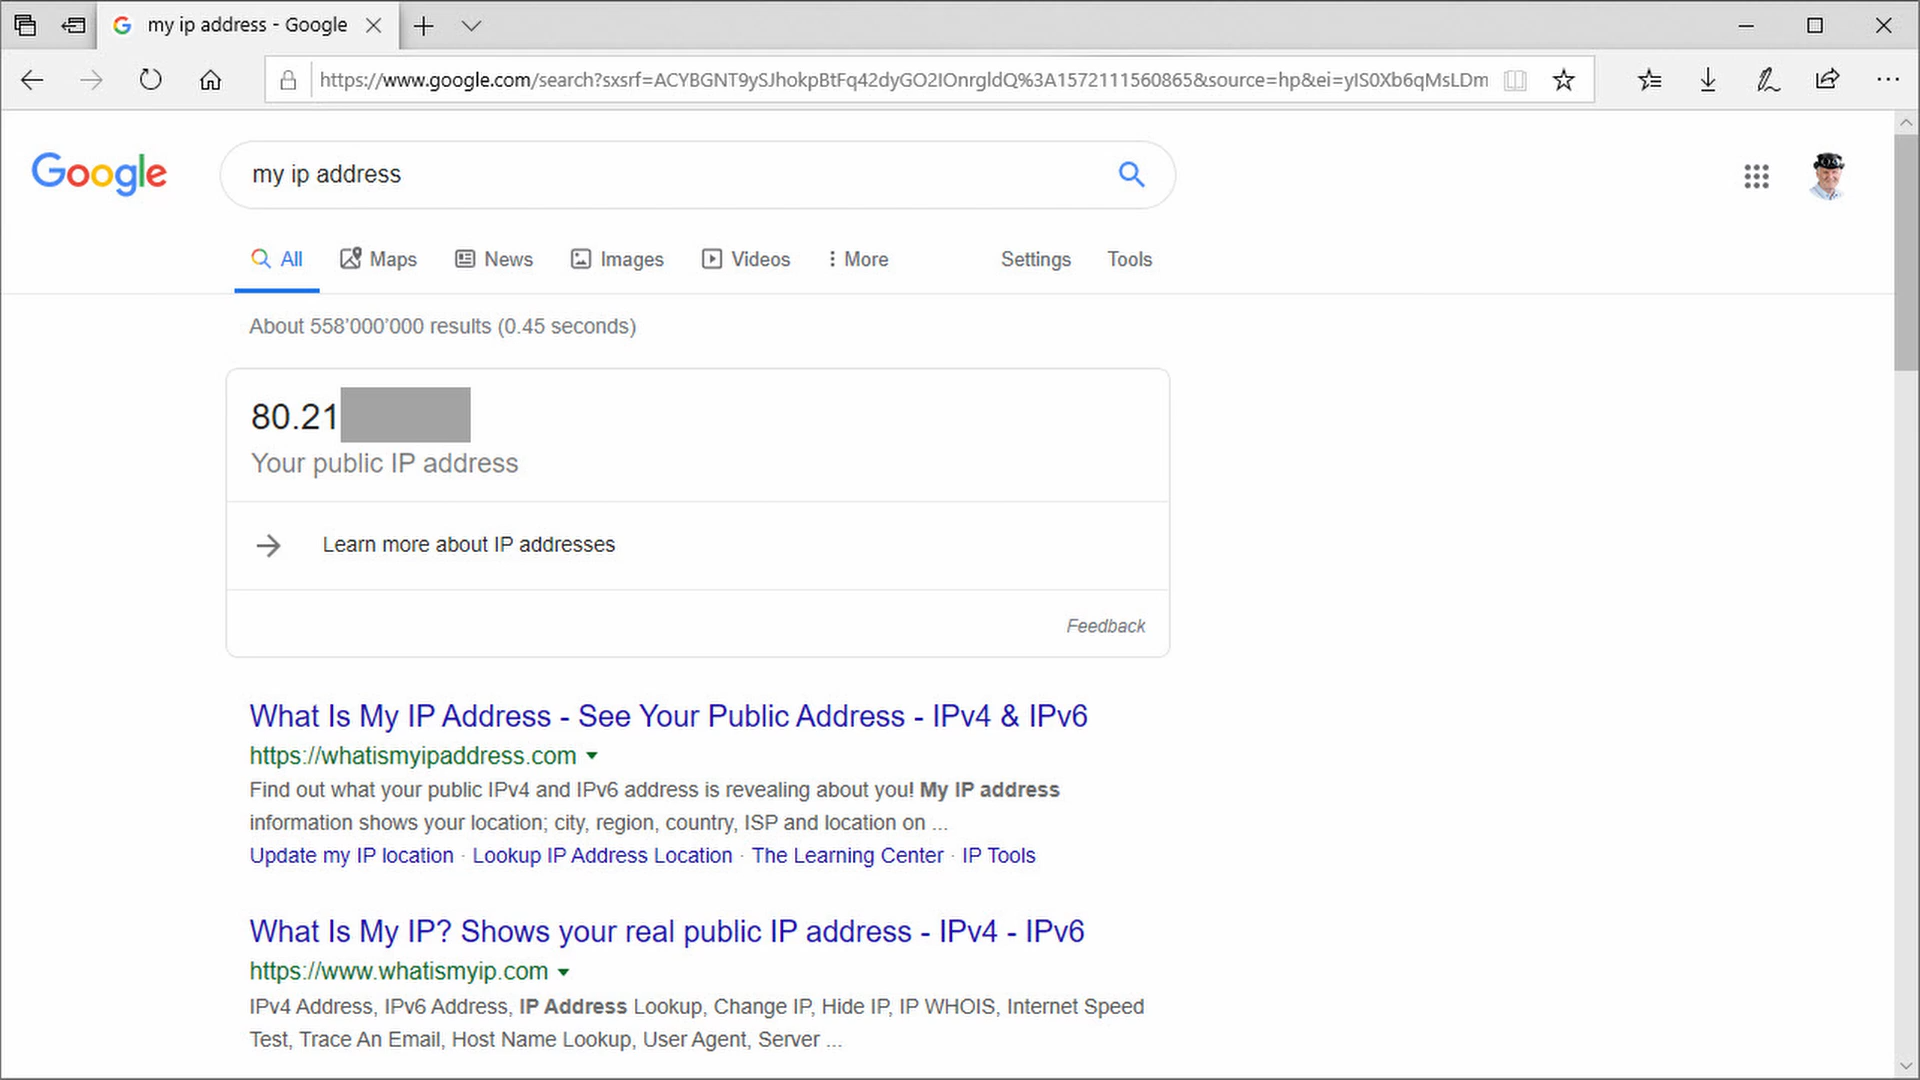 my ip address - Google
https://www.google.com/search?sxsrf=ACYBGNT9ySJhokpBtFq42dyGO2IOnrgldQ%3A1572111560865&source=hp&ei=yIS0Xb6qMsLDm
Google
my ip address
All Maps News Images Videos More Settings Tools
About 558’000’000 results (0.45 seconds)
80.21
Your public IP address
Learn more about IP addresses
Feedback
What Is My IP Address - See Your Public Address - IPv4 & IPv6
https://whatismyipaddress.com
Find out what your public IPv4 and IPv6 address is revealing about you! My IP address
information shows your location; city, region, country, ISP and location on ...
Update my IP location · Lookup IP Address Location · The Learning Center · IP Tools
What Is My IP? Shows your real public IP address - IPv4 - IPv6
https://www.whatismyip.com
IPv4 Address, IPv6 Address, IP Address Lookup, Change IP, Hide IP, IP WHOIS, Internet Speed
Test, Trace An Email, Host Name Lookup, User Agent, Server ...